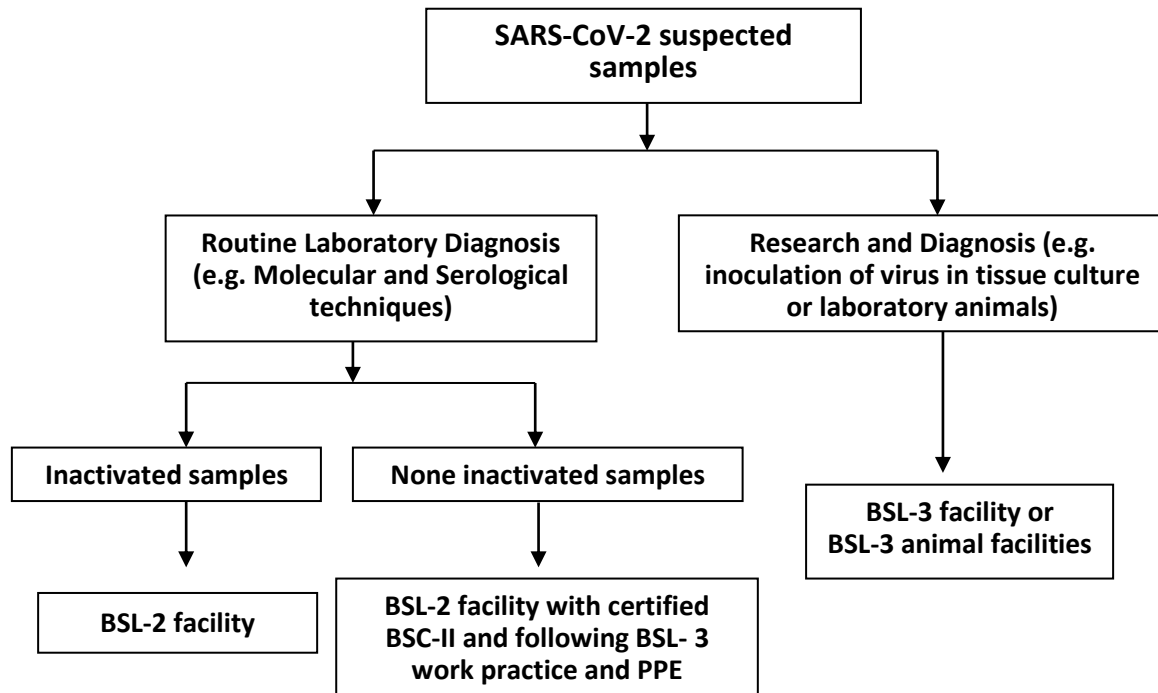 SARS-CoV-2 suspected
samples
Routine Laboratory Diagnosis
(e.g. Molecular and Serological
techniques)
Research and Diagnosis (e.g.
inoculation of virus in tissue culture
or laboratory animals)
Inactivated samples
None inactivated samples
BSL-3 facility or
BSL-3 animal facilities
BSL-2 facility
BSL-2 facility with certified
BSC-II and following BSL- 3
work practice and PPE